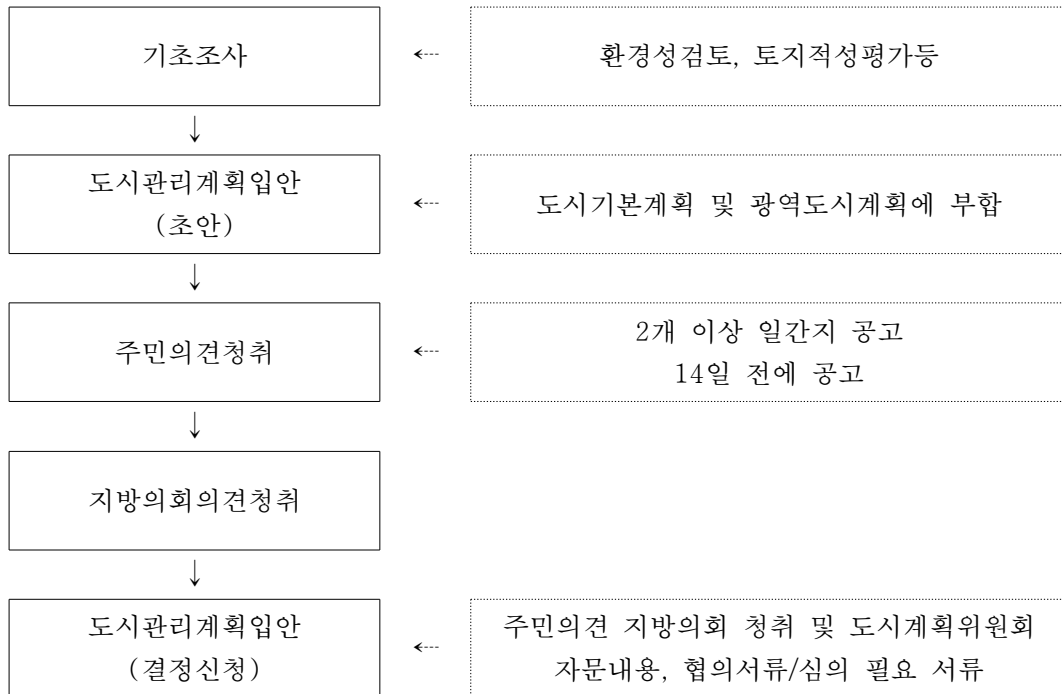 기초조사
환경성검토, 토지적성평가등
도시관리계획입안
(초안)
도시기본계획 및 광역도시계획에 부합
주민의견청취
2개 이상 일간지 공고
14일 전에 공고
지방의회의견청취
도시관리계획입안
(결정신청)
주민의견 지방의회 청취 및 도시계획위원회
자문내용, 협의서류/심의 필요 서류